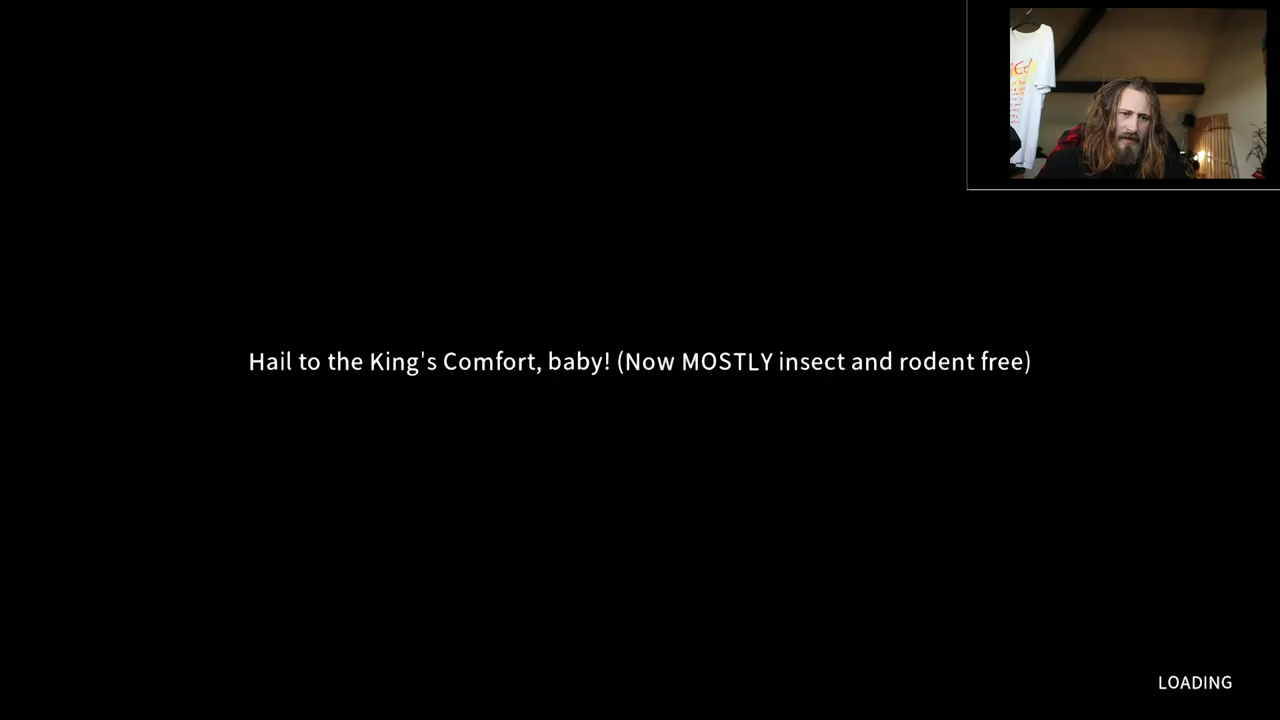 Hail to the King's Comfort, baby! (Now MOSTLY insect and rodent free)
LOADING